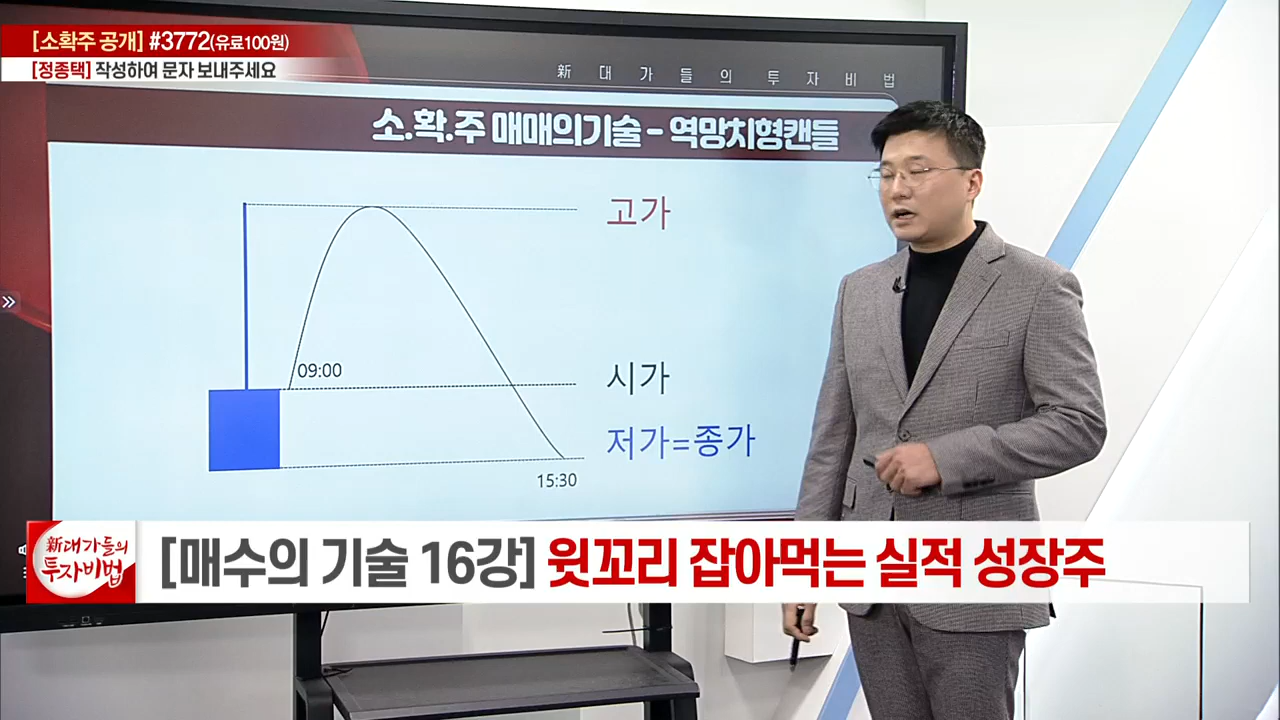 [소확주 공개] #3772(유료100원)
[정종택] 작성하여 문자 보내주세요
新 대가들의 투자비법
소.확.주 매매의기술 - 역망치형캔들
고가
09:00
시가
저가=종가
15:30
新대가들의
투자비법
[매수의 기술 16강] 윗꼬리 잡아먹는 실적 성장주